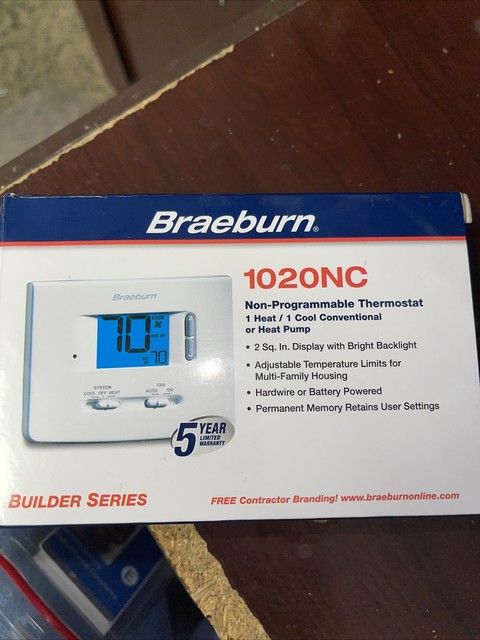 Braeburn®
1020NC
Non-Programmable Thermostat
1 Heat / 1 Cool Conventional
or Heat Pump
• 2 Sq. In. Display with Bright Backlight
• Adjustable Temperature Limits for
Multi-Family Housing
• Hardwire or Battery Powered
• Permanent Memory Retains User Settings
Braeburn
70
70
SYSTEM
COOL OFF HEAT
FAN
AUTO ON
5 YEAR
LIMITED
WARRANTY
BUILDER SERIES
FREE Contractor Branding! www.braeburnonline.com